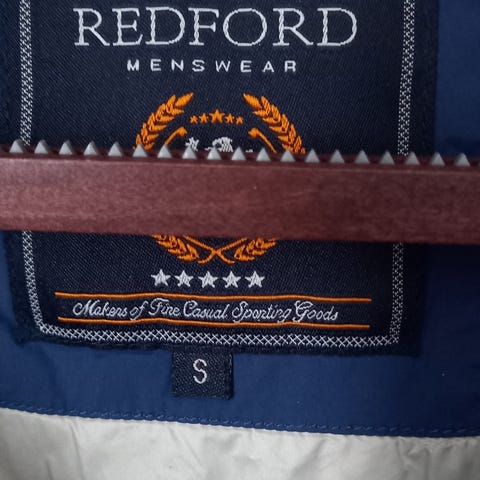 REDFORD
MENSWEAR
Makers of Fine Casual Sporting Goods
S